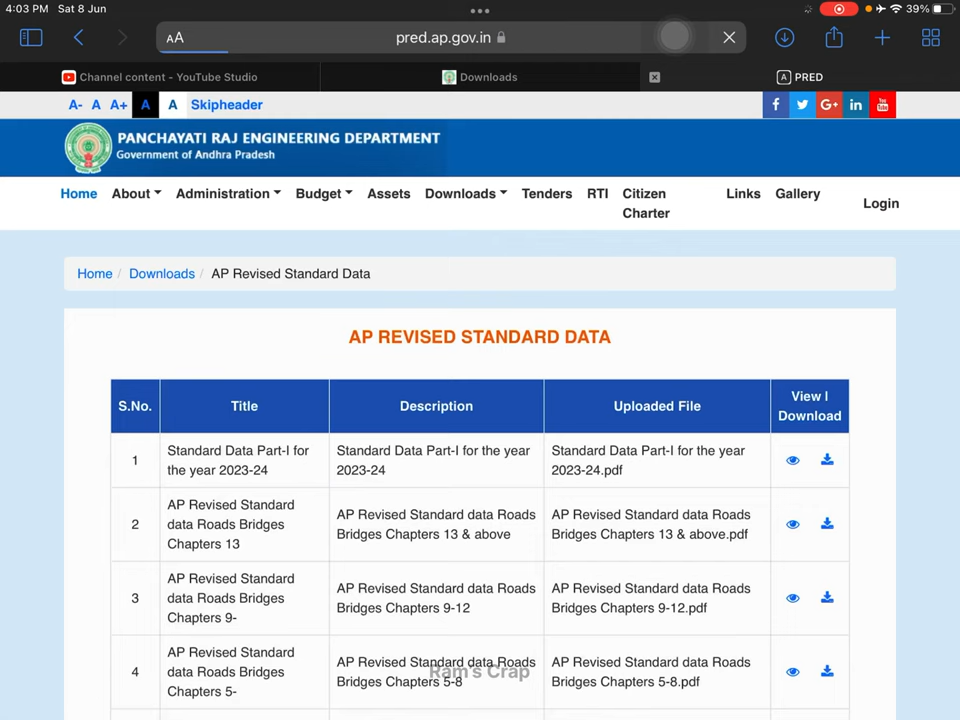 4:03 PM Sat 8 Jun
39%
AA
pred.ap.gov.in
Channel content - YouTube Studio
Downloads
A PRED
A- A A+ A A Skipheader
f G+ in You Tube
PANCHAYATI RAJ ENGINEERING DEPARTMENT
Government of Andhra Pradesh
Home About Administration Budget Assets Downloads Tenders RTI Citizen Charter Links Gallery Login
Home / Downloads / AP Revised Standard Data
AP REVISED STANDARD DATA
S.No. Title Description Uploaded File View I Download
1
Standard Data Part-I for
the year 2023-24
Standard Data Part-I for the year
2023-24
Standard Data Part-I for the year
2023-24.pdf
2
AP Revised Standard
data Roads Bridges
Chapters 13
AP Revised Standard data Roads
Bridges Chapters 13 & above
AP Revised Standard data Roads
Bridges Chapters 13 & above.pdf
3
AP Revised Standard
data Roads Bridges
Chapters 9-
AP Revised Standard data Roads
Bridges Chapters 9-12
AP Revised Standard data Roads
Bridges Chapters 9-12.pdf
4
AP Revised Standard
data Roads Bridges
Chapters 5-
AP Revised Standard data Roads
Bridges Chapters 5-8
AP Revised Standard data Roads
Bridges Chapters 5-8.pdf
Ram's Crap